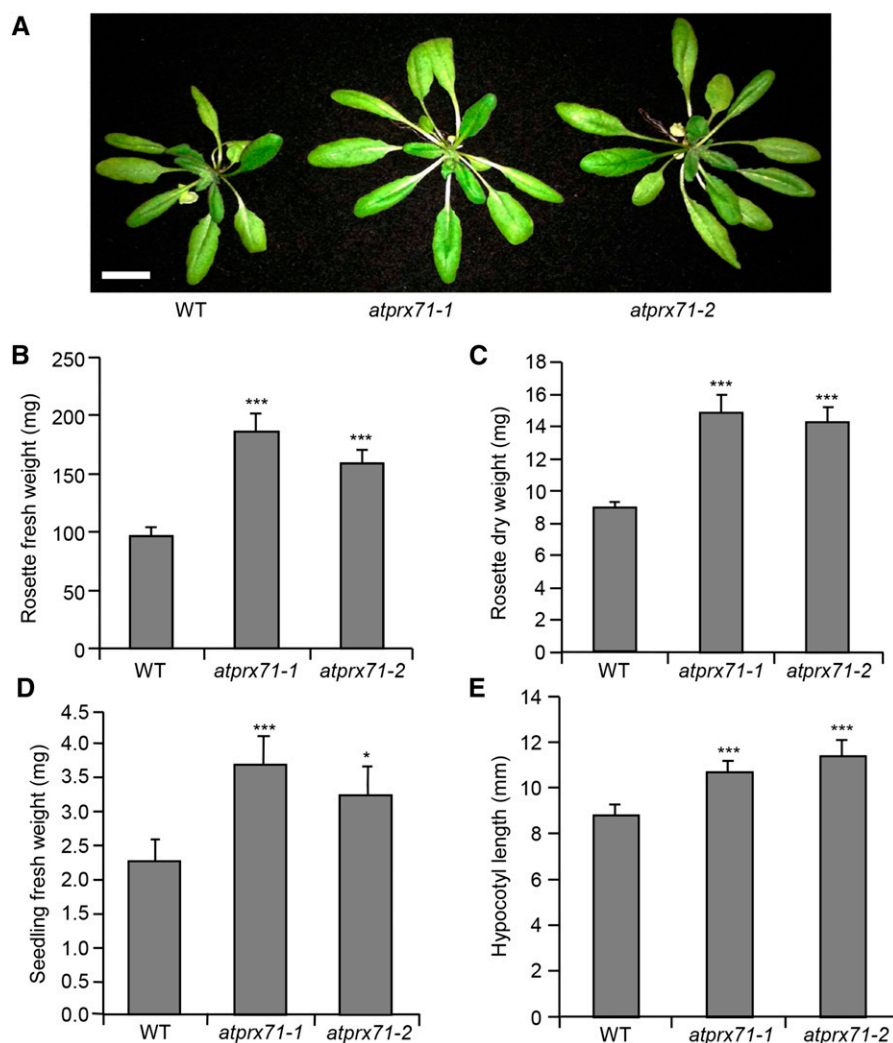 A
WT atprx71-1 atprx71-2
B
Rosette fresh weight (mg)
250
200
150
100
50
0
*** ***
WT atprx71-1 atprx71-2
C
Rosette dry weight (mg)
18
16
14
12
10
8
6
4
2
0
*** ***
WT atprx71-1 atprx71-2
D
Seedling fresh weight (mg)
4.5
4.0
3.5
3.0
2.5
2.0
1.5
1.0
0.5
0.0
*** *
WT atprx71-1 atprx71-2
E
Hypocotyl length (mm)
14
12
10
8
6
4
2
0
*** ***
WT atprx71-1 atprx71-2